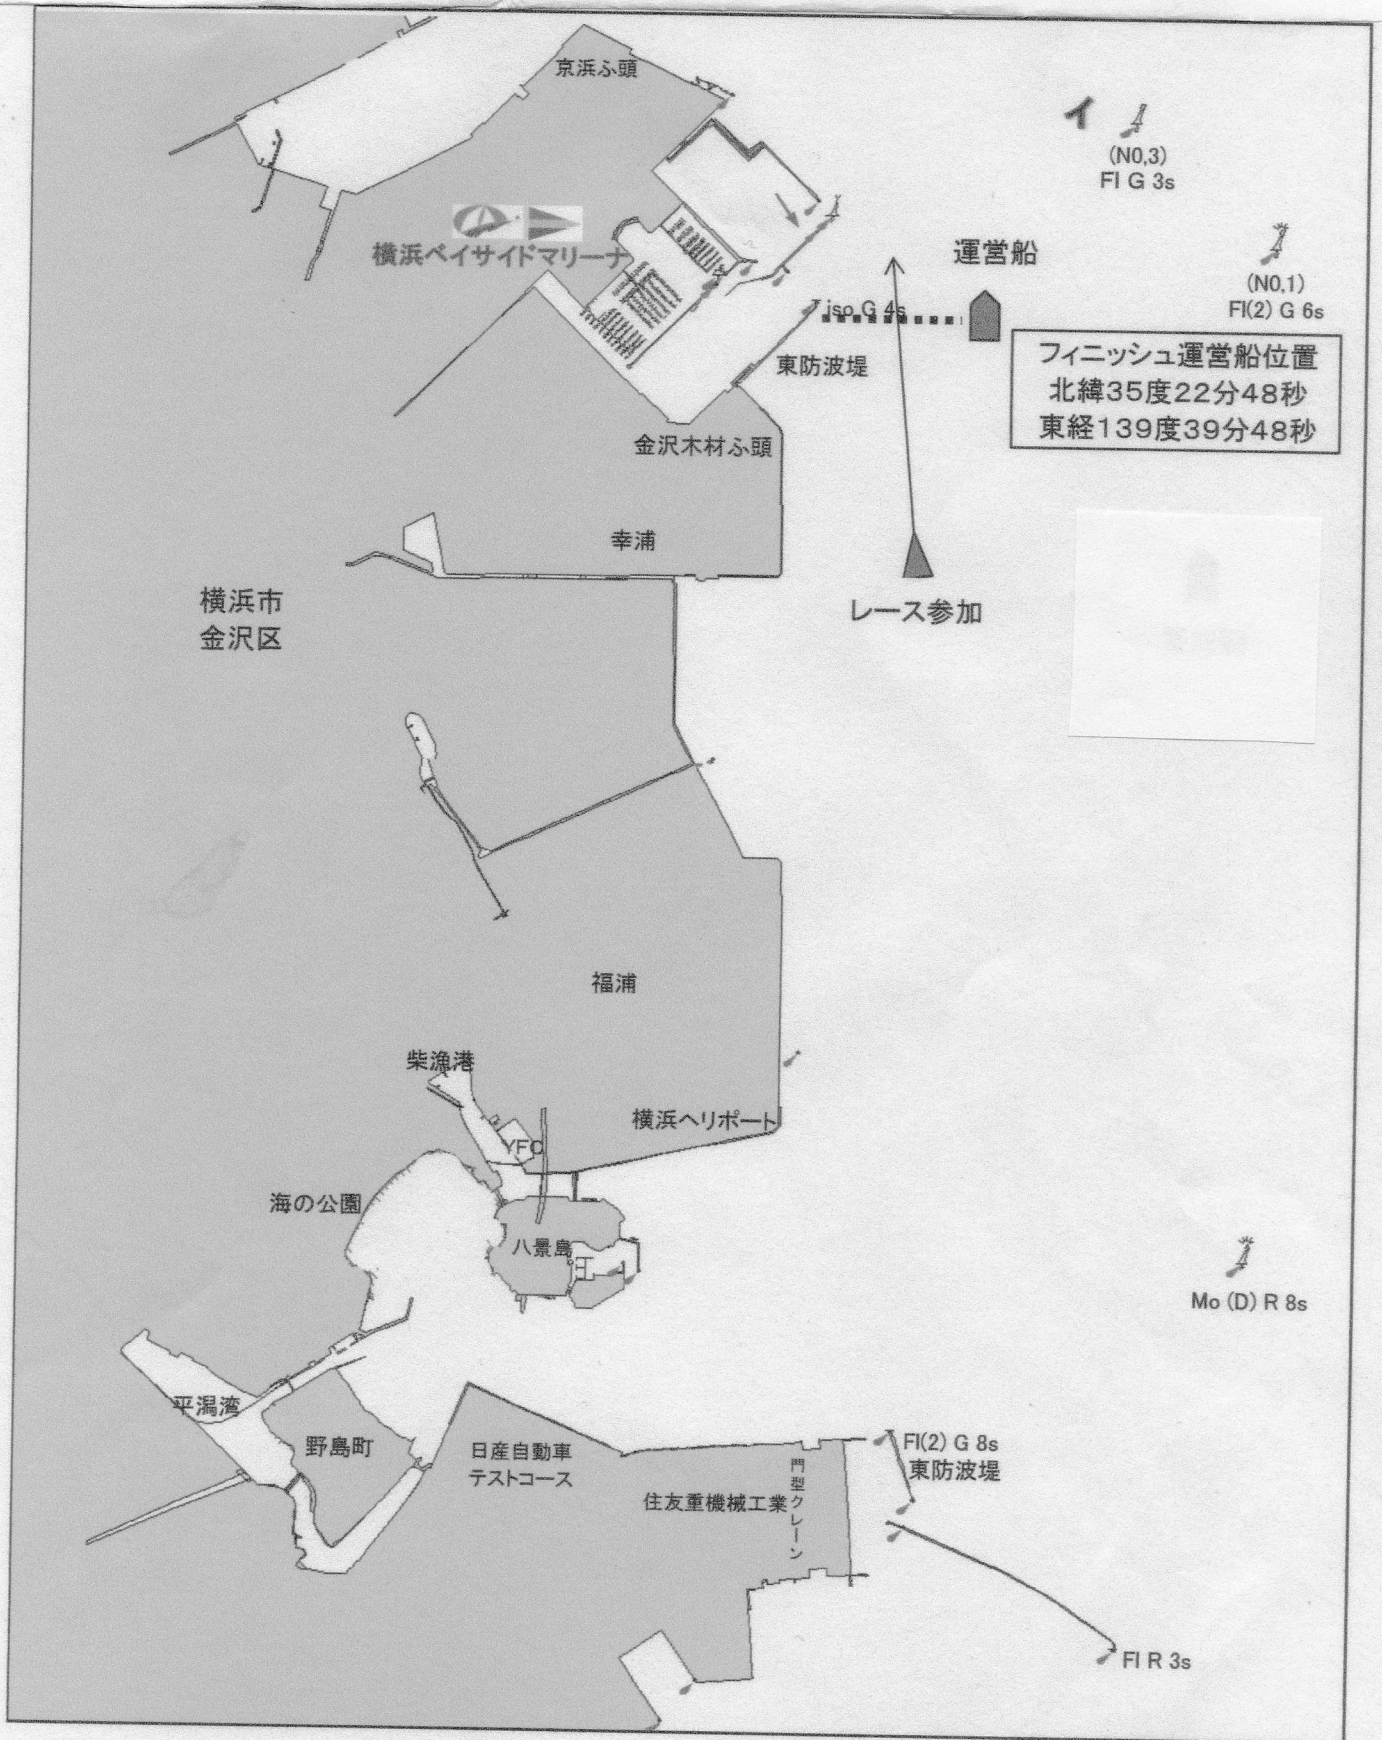 京浜ふ頭
イ
(N0,3)
Fl G 3s
横浜ベイサイドマリーナ
運営船
(N0,1)
Fl(2) G 6s
iso G 4s
フィニッシュ運営船位置
北緯35度22分48秒
東経139度39分48秒
東防波堤
金沢木材ふ頭
幸浦
横浜市
金沢区
レース参加
福浦
柴漁港
横浜ヘリポート
YFC
海の公園
八景島
Mo (D) R 8s
平潟湾
野島町
日産自動車
テストコース
門型クレーン
住友重機械工業
Fl(2) G 8s
東防波堤
Fl R 3s